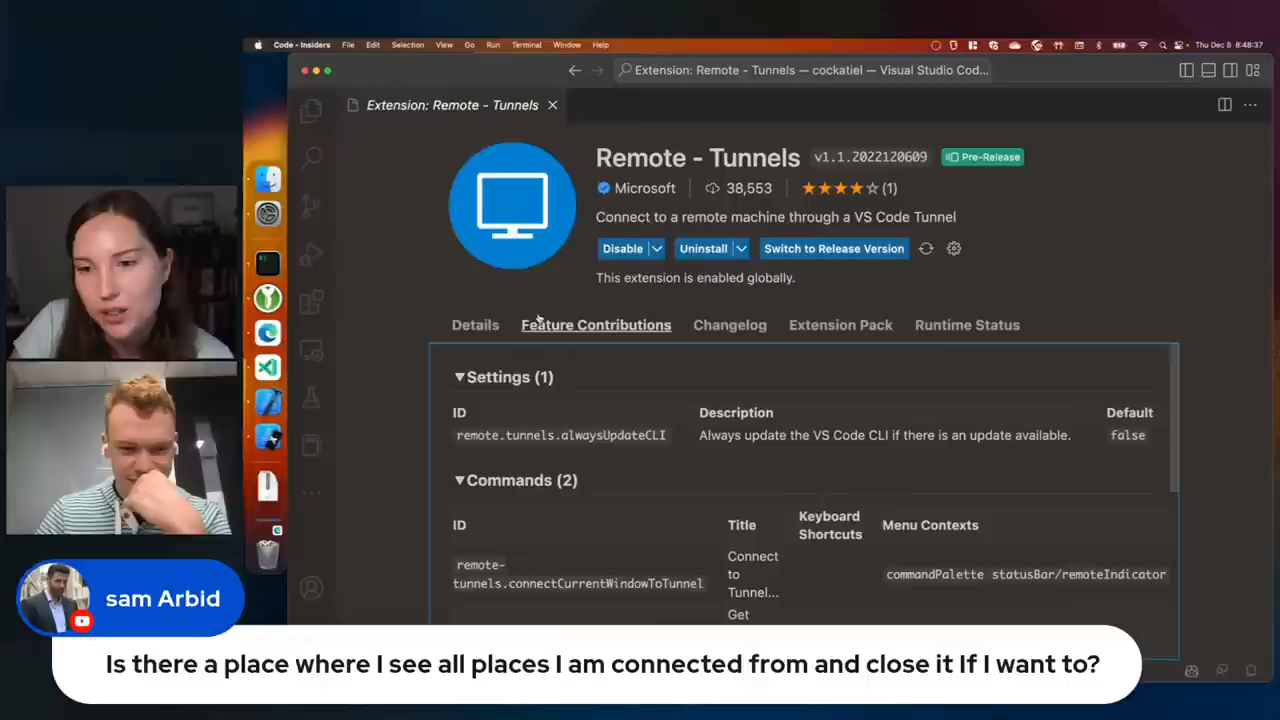 Code - Insiders File Edit Selection View Go Run Terminal Window Help Thu Dec 8 8:48:37
Extension: Remote - Tunnels — cockatiel — Visual Studio Cod...
Extension: Remote - Tunnels
Remote - Tunnels v1.1.2022120609 Pre-Release
Microsoft 38,553 (1)
Connect to a remote machine through a VS Code Tunnel
Disable Uninstall Switch to Release Version
This extension is enabled globally.
Details Feature Contributions Changelog Extension Pack Runtime Status
Settings (1)
ID Description Default
remote.tunnels.alwaysUpdateCLI Always update the VS Code CLI if there is an update available. false
Commands (2)
ID Title Keyboard Shortcuts Menu Contexts
remote-
tunnels.connectCurrentWindowToTunnel
Connect
to
Tunnel...
commandPalette statusBar/remoteIndicator
Get
sam Arbid
Is there a place where I see all places I am connected from and close it If I want to?